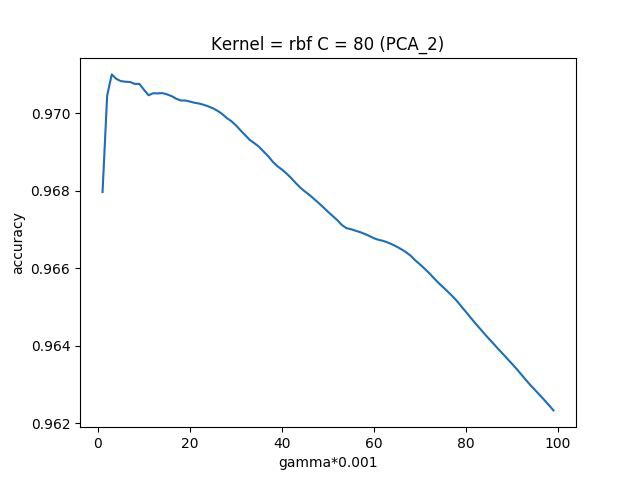 Kernel = rbf C = 80 (PCA_2)
accuracy
0.970
0.968
0.966
0.964
0.962
0 20 40 60 80 100
gamma*0.001